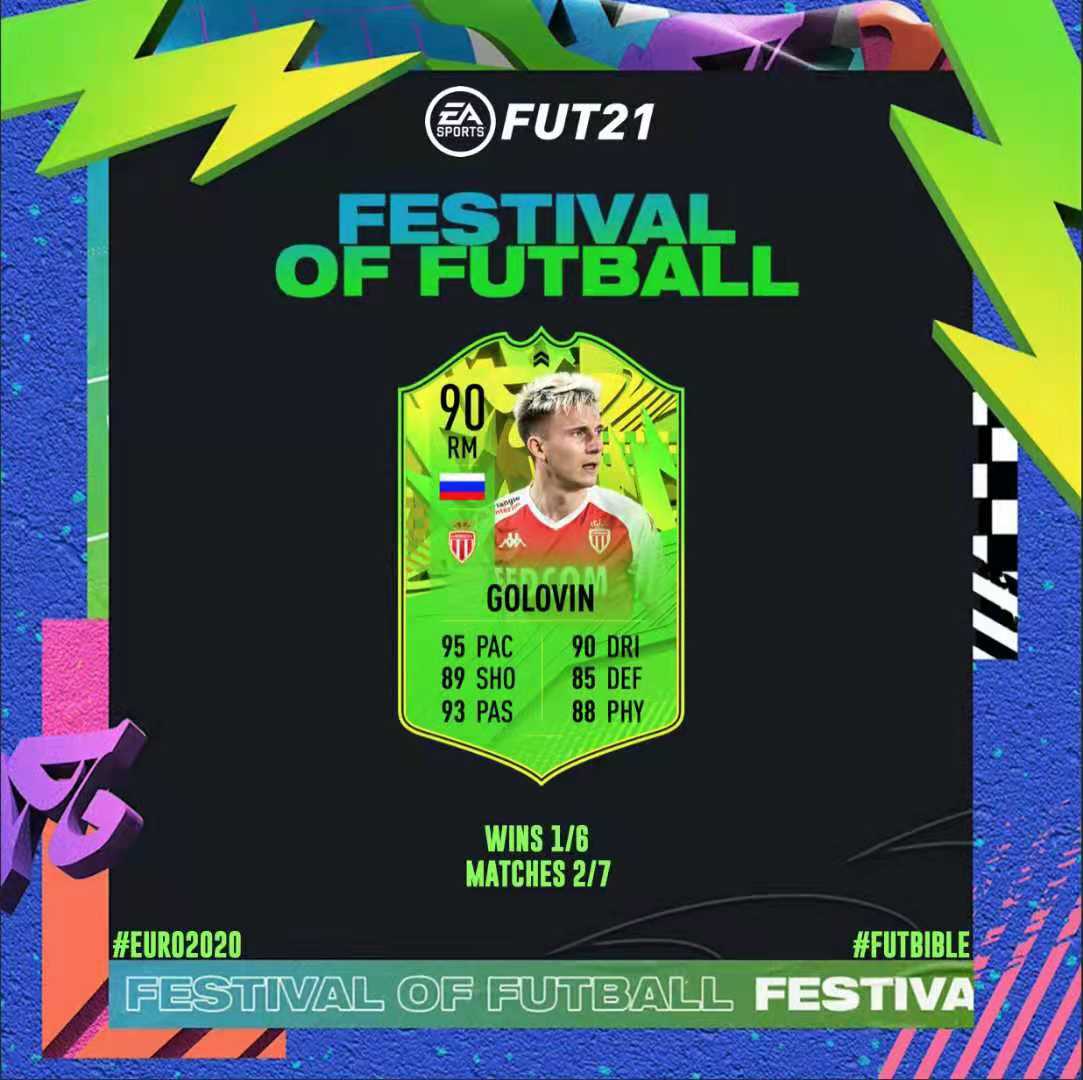 EA
SPORTS
FUT21
FESTIVAL
OF FUTBALL
90
RM
GOLOVIN
95 PAC
89 SHO
93 PAS
90 DRI
85 DEF
88 PHY
WINS 1/6
MATCHES 2/7
#EURO2020
#FUTBIBLE
FESTIVAL OF FUTBALL FESTIVA